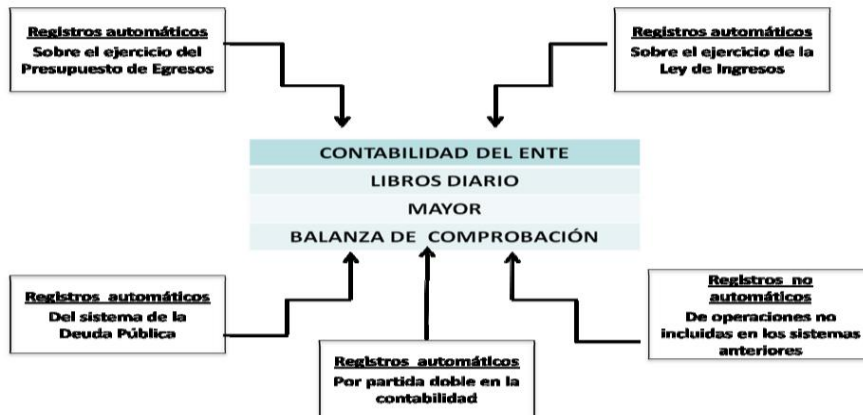 Registros automáticos
Sobre el ejercicio del
Presupuesto de Egresos
Registros automáticos
Sobre el ejercicio de la
Ley de Ingresos
CONTABILIDAD DEL ENTE
LIBROS DIARIO
MAYOR
BALANZA DE COMPROBACIÓN
Registros automáticos
Del sistema de la
Deuda Pública
Registros automáticos
Por partida doble en la
contabilidad
Registros no
automáticos
De operaciones no
incluidas en los sistemas
anteriores